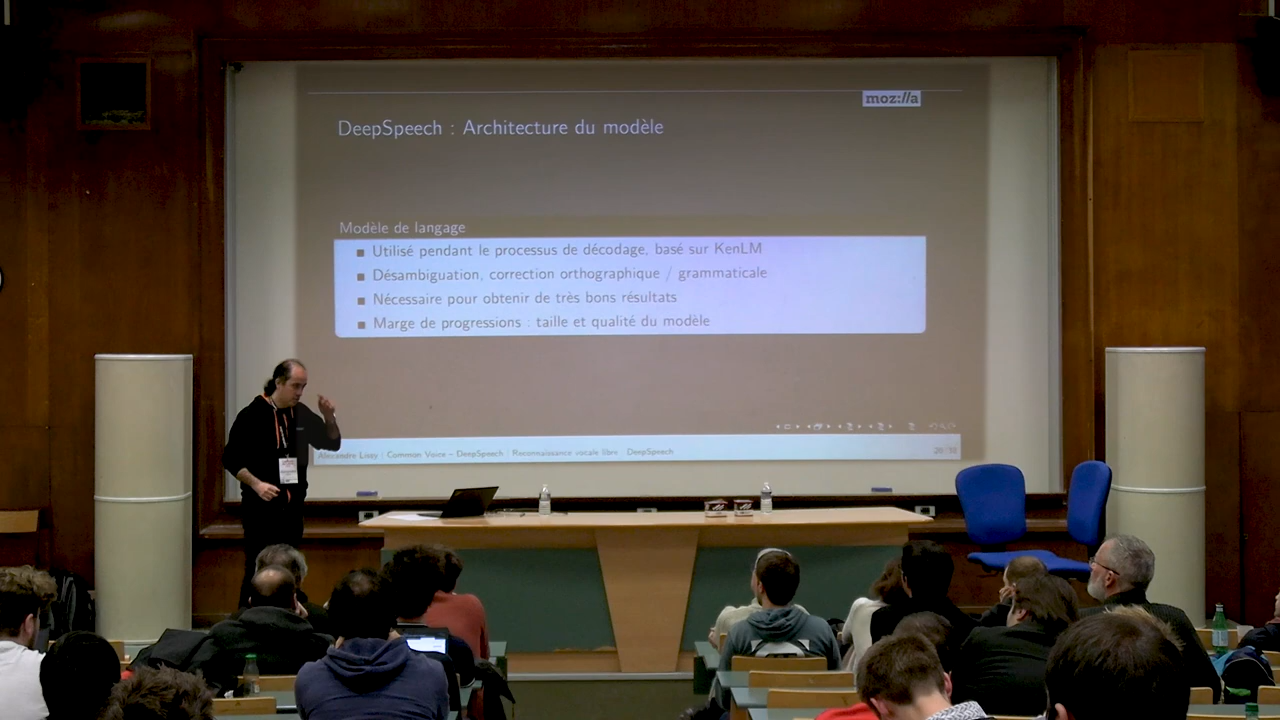 moz://a
DeepSpeech : Architecture du modèle
Modèle de langage
Utilisé pendant le processus de décodage, basé sur KenLM
Désambiguation, correction orthographique / grammaticale
Nécessaire pour obtenir de très bons résultats
Marge de progressions : taille et qualité du modèle
Alexandre Lissy | Common Voice – DeepSpeech | Reconnaissance vocale libre : DeepSpeech